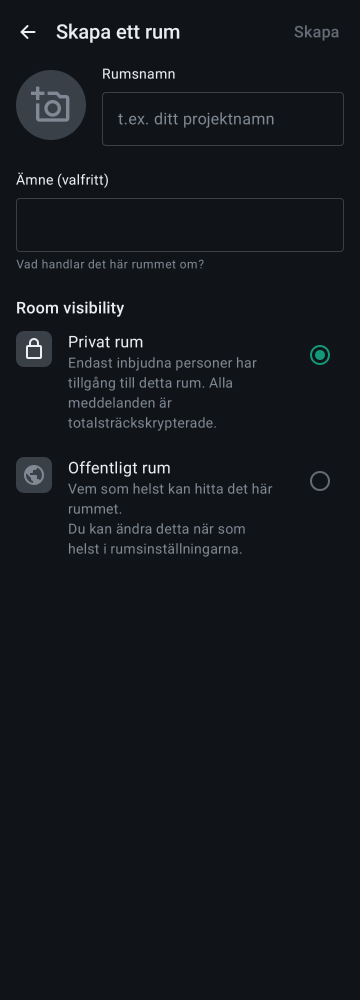 Skapa ett rum
Skapa
Rumsnamn
t.ex. ditt projektnamn
Ämne (valfritt)
Vad handlar det här rummet om?
Room visibility
Privat rum
Endast inbjudna personer har
tillgång till detta rum. Alla
meddelanden är
totalsträckskrypterade.
Offentligt rum
Vem som helst kan hitta det här
rummet.
Du kan ändra detta när som
helst i rumsinställningarna.